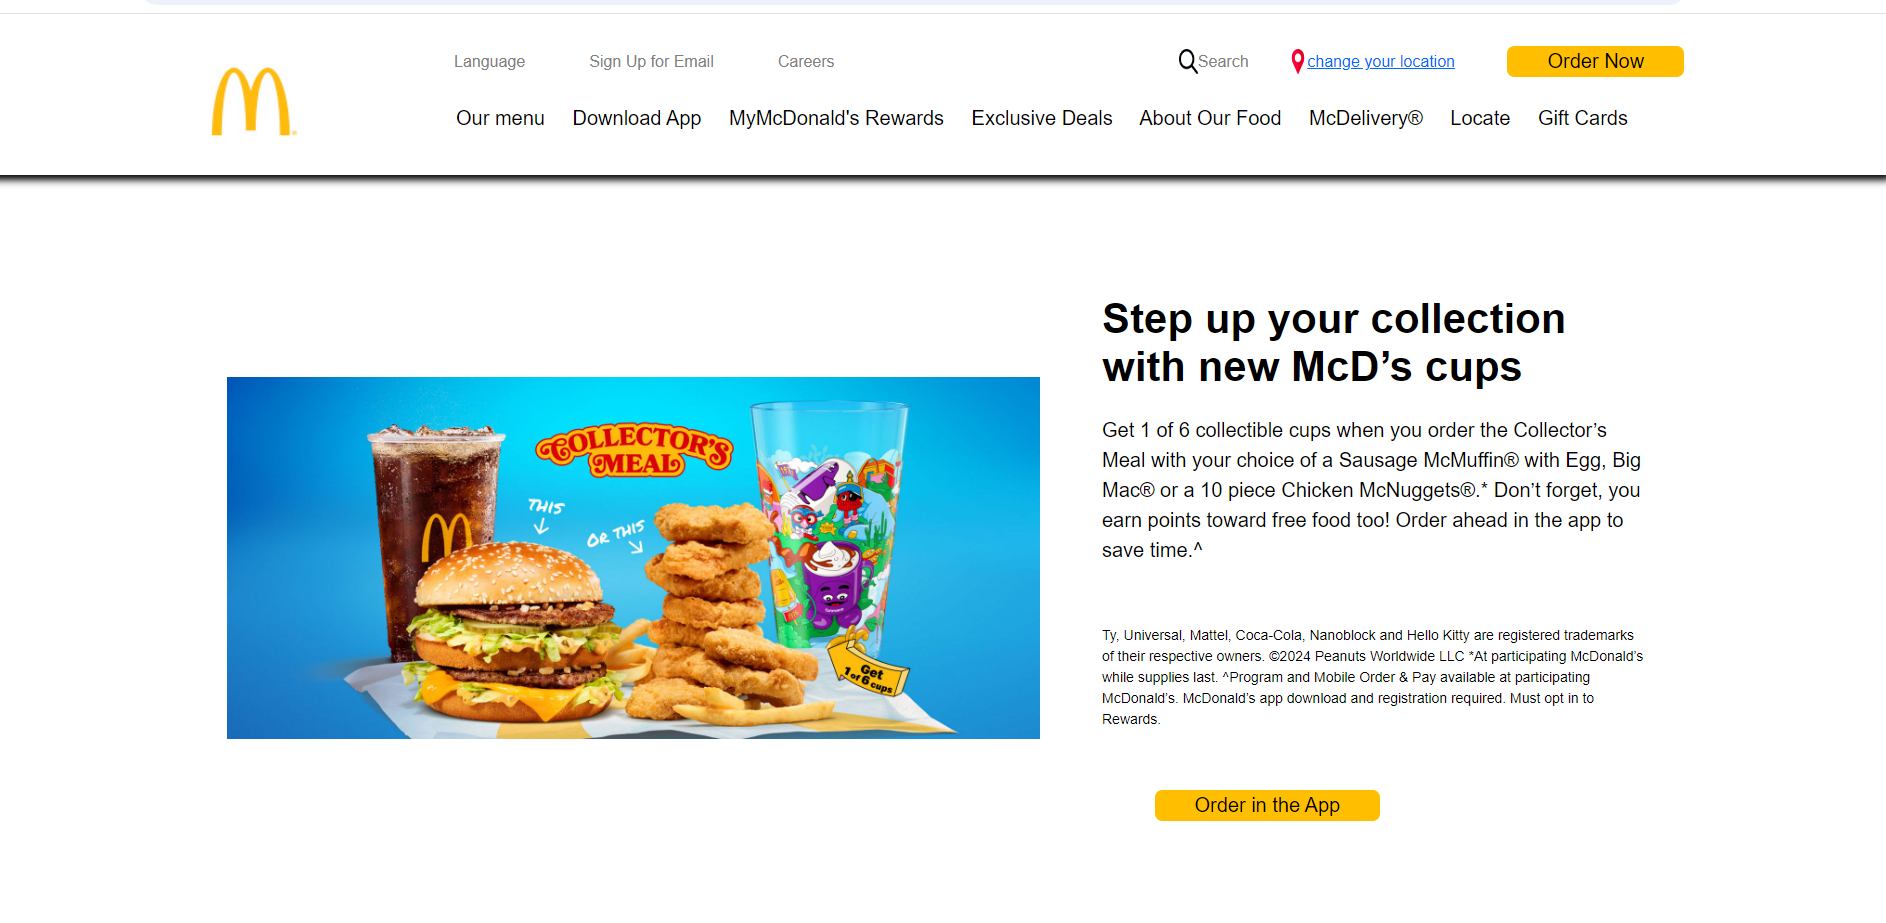 Language Sign Up for Email Careers Search change your location Order Now
Our menu Download App MyMcDonald's Rewards Exclusive Deals About Our Food McDelivery® Locate Gift Cards
Step up your collection
with new McD’s cups
Get 1 of 6 collectible cups when you order the Collector’s
Meal with your choice of a Sausage McMuffin® with Egg, Big
Mac® or a 10 piece Chicken McNuggets®.* Don’t forget, you
earn points toward free food too! Order ahead in the app to
save time.^
COLLECTOR'S
MEAL
THIS
OR THIS
Get
1 of 6 cups
Ty, Universal, Mattel, Coca-Cola, Nanoblock and Hello Kitty are registered trademarks
of their respective owners. ©2024 Peanuts Worldwide LLC *At participating McDonald’s
while supplies last. ^Program and Mobile Order & Pay available at participating
McDonald’s. McDonald’s app download and registration required. Must opt in to
Rewards.
Order in the App